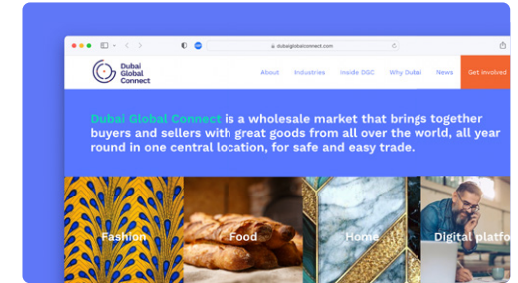 dubaiglobalconnect.com
Dubai
Global
Connect
About Industries Inside DGC Why Dubai News Get involved
Dubai Global Connect is a wholesale market that brings together
buyers and sellers with great goods from all over the world, all year
round in one central location, for safe and easy trade.
Fashion Food Home Digital platfo